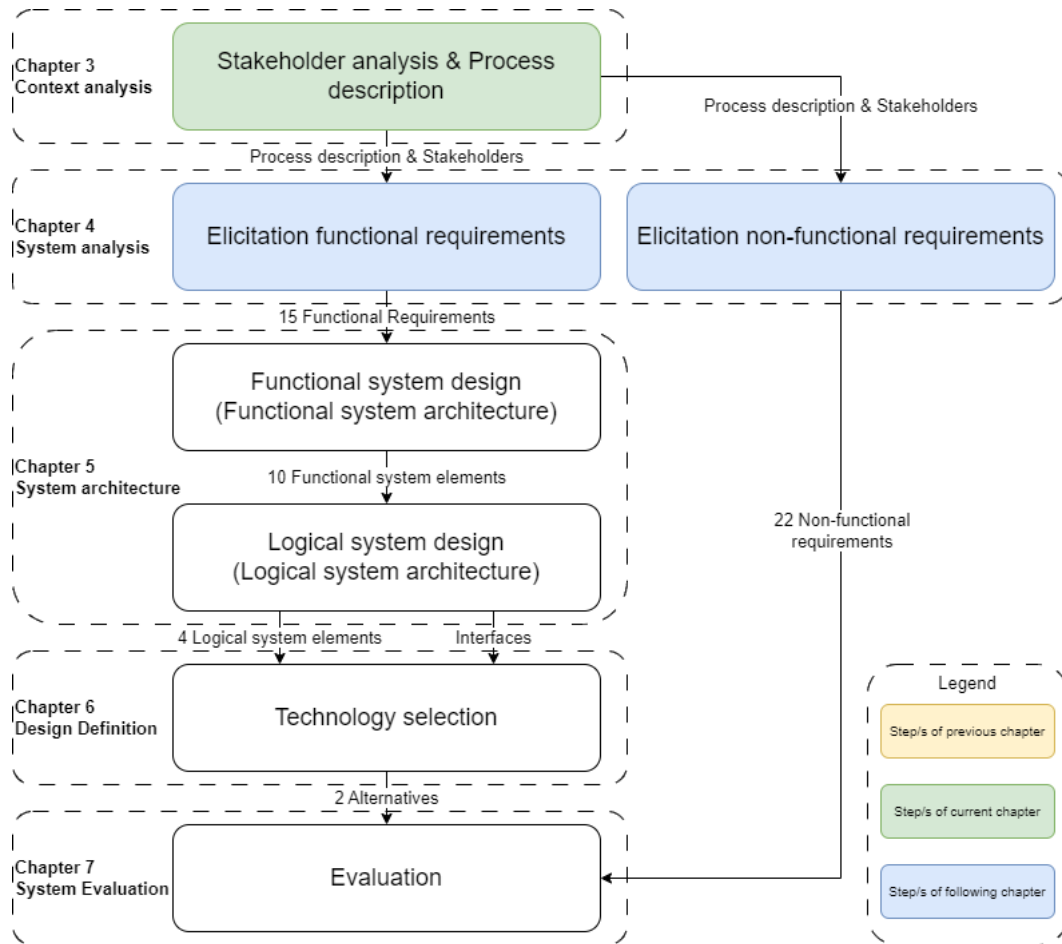 Chapter 3
Context analysis
Stakeholder analysis & Process
description
Process description & Stakeholders
Process description & Stakeholders
Chapter 4
System analysis
Elicitation functional requirements
Elicitation non-functional requirements
15 Functional Requirements
Chapter 5
System architecture
Functional system design
(Functional system architecture)
10 Functional system elements
Logical system design
(Logical system architecture)
22 Non-functional
requirements
4 Logical system elements
Interfaces
Chapter 6
Design Definition
Technology selection
2 Alternatives
Chapter 7
System Evaluation
Evaluation
Legend
Step/s of previous chapter
Step/s of current chapter
Step/s of following chapter